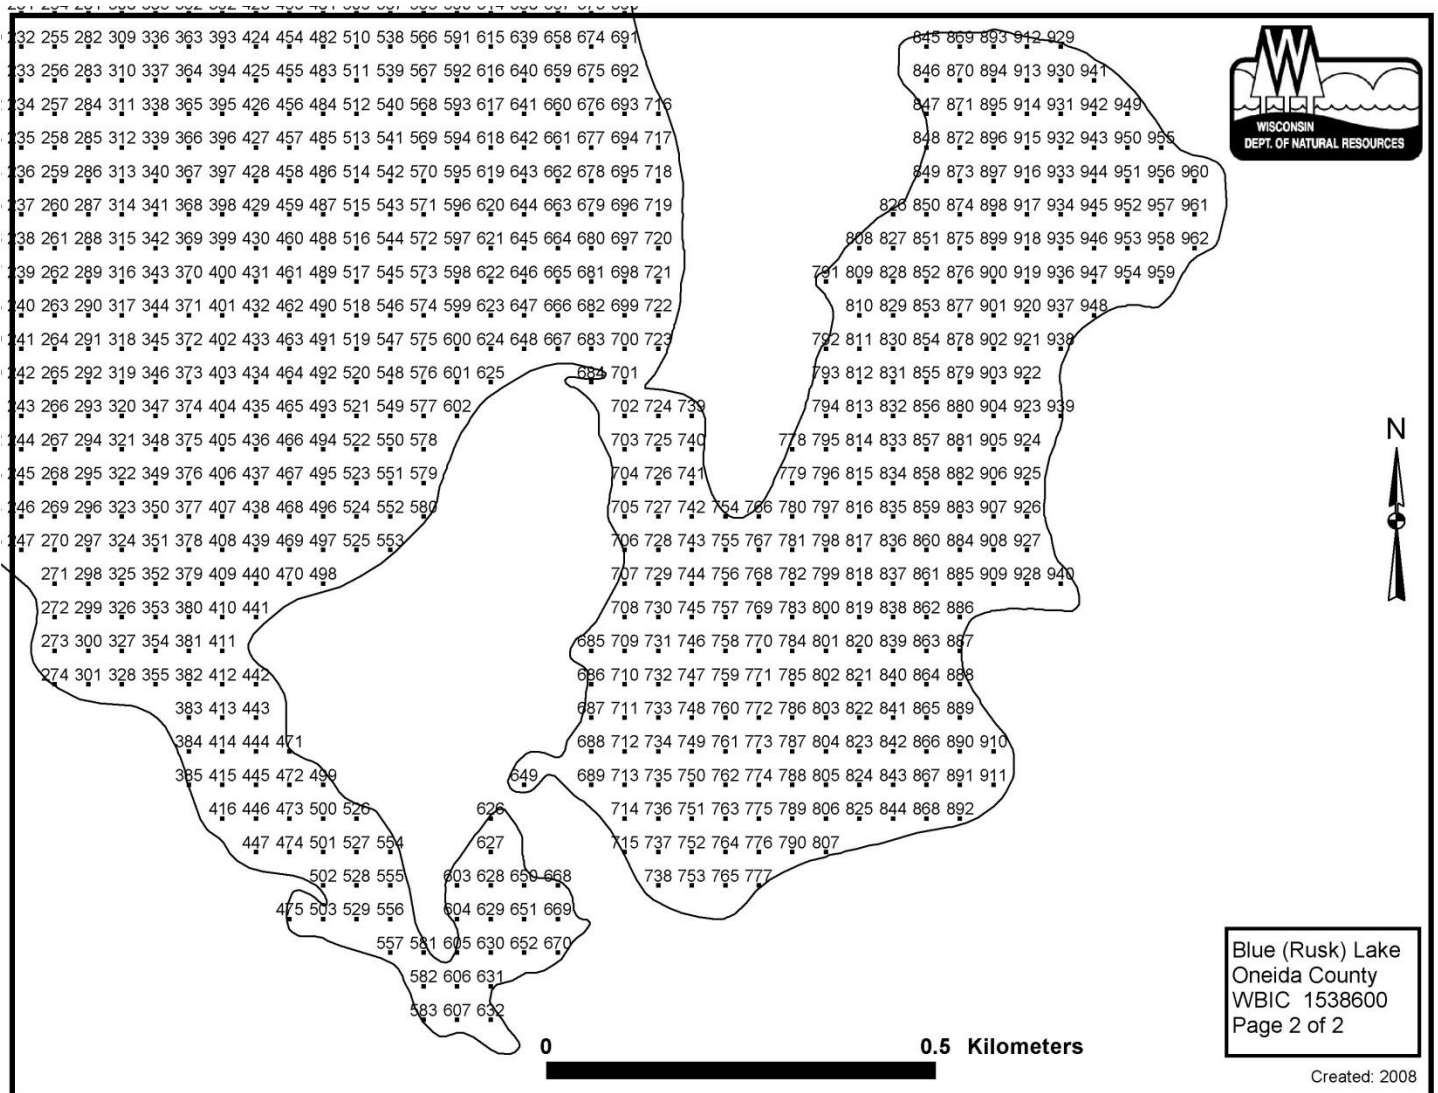 232 255 282 309 336 363 393 424 454 482 510 538 566 591 615 639 658 674 691 845 869 893 912 929
233 256 283 310 337 364 394 425 455 483 511 539 567 592 616 640 659 675 692 846 870 894 913 930 941
234 257 284 311 338 365 395 426 456 484 512 540 568 593 617 641 660 676 693 716 847 871 895 914 931 942 949
235 258 285 312 339 366 396 427 457 485 513 541 569 594 618 642 661 677 694 717 848 872 896 915 932 943 950 955
WISCONSIN
DEPT. OF NATURAL RESOURCES
236 259 286 313 340 367 397 428 458 486 514 542 570 595 619 643 662 678 695 718 849 873 897 916 933 944 951 956 960
237 260 287 314 341 368 398 429 459 487 515 543 571 596 620 644 663 679 696 719 826 850 874 898 917 934 945 952 957 961
238 261 288 315 342 369 399 430 460 488 516 544 572 597 621 645 664 680 697 720 808 827 851 875 899 918 935 946 953 958 962
239 262 289 316 343 370 400 431 461 489 517 545 573 598 622 646 665 681 698 721 791 809 828 852 876 900 919 936 947 954 959
240 263 290 317 344 371 401 432 462 490 518 546 574 599 623 647 666 682 699 722 810 829 853 877 901 920 937 948
241 264 291 318 345 372 402 433 463 491 519 547 575 600 624 648 667 683 700 723 792 811 830 854 878 902 921 938
242 265 292 319 346 373 403 434 464 492 520 548 576 601 625 684 701 793 812 831 855 879 903 922
243 266 293 320 347 374 404 435 465 493 521 549 577 602 702 724 739 794 813 832 856 880 904 923 939
N
244 267 294 321 348 375 405 436 466 494 522 550 578 703 725 740 778 795 814 833 857 881 905 924
245 268 295 322 349 376 406 437 467 495 523 551 579 704 726 741 779 796 815 834 858 882 906 925
246 269 296 323 350 377 407 438 468 496 524 552 580 705 727 742 754 766 780 797 816 835 859 883 907 926
247 270 297 324 351 378 408 439 469 497 525 553 706 728 743 755 767 781 798 817 836 860 884 908 927
271 298 325 352 379 409 440 470 498 707 729 744 756 768 782 799 818 837 861 885 909 928 940
272 299 326 353 380 410 441 708 730 745 757 769 783 800 819 838 862 886
273 300 327 354 381 411 685 709 731 746 758 770 784 801 820 839 863 887
274 301 328 355 382 412 442 686 710 732 747 759 771 785 802 821 840 864 888
383 413 443 687 711 733 748 760 772 786 803 822 841 865 889
384 414 444 471 688 712 734 749 761 773 787 804 823 842 866 890 910
385 415 445 472 499 649 689 713 735 750 762 774 788 805 824 843 867 891 911
416 446 473 500 526 626 714 736 751 763 775 789 806 825 844 868 892
447 474 501 527 554 627 715 737 752 764 776 790 807
502 528 555 603 628 650 668 738 753 765 777
475 503 529 556 604 629 651 669
557 581 605 630 652 670
582 606 631
583 607 632
Blue (Rusk) Lake
Oneida County
WBIC 1538600
Page 2 of 2
0 0.5 Kilometers
Created: 2008